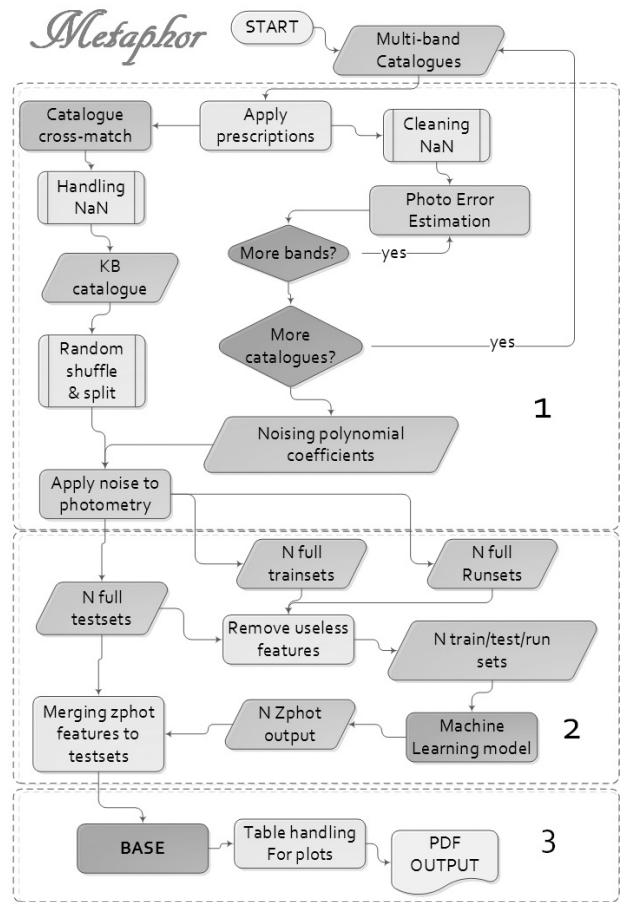 Metaphor
START
Multi-band
Catalogues
Catalogue
cross-match
Apply
prescriptions
Cleaning
NaN
Handling
NaN
Photo Error
Estimation
More bands?
yes
KB
catalogue
More
catalogues?
yes
Random
shuffle
& split
1
Noising polynomial
coefficients
Apply noise to
photometry
N full
trainsets
N full
Runsets
N full
testsets
Remove useless
features
N train/test/run
sets
Merging zphot
features to
testsets
N Zphot
output
Machine
Learning model
2
BASE
Table handling
For plots
PDF
OUTPUT
3